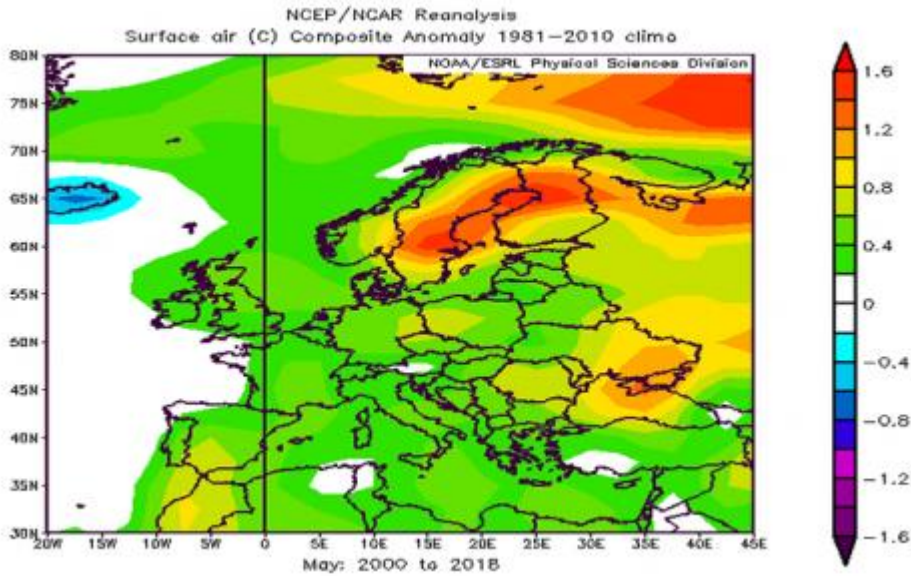 NCEP/NCAR Reanalysis
Surface air (C) Composite Anomaly 1981-2010 climo
NOAA/ESRL Physical Sciences Division
80N
75N
70N
65N
60N
55N
50N
45N
40N
35N
30N
20W 15W 10W 5W 0 5E 10E 15E 20E 25E 30E 35E 40E 45E
May: 2000 to 2018
1.6
1.2
0.8
0.4
0
-0.4
-0.8
-1.2
-1.6